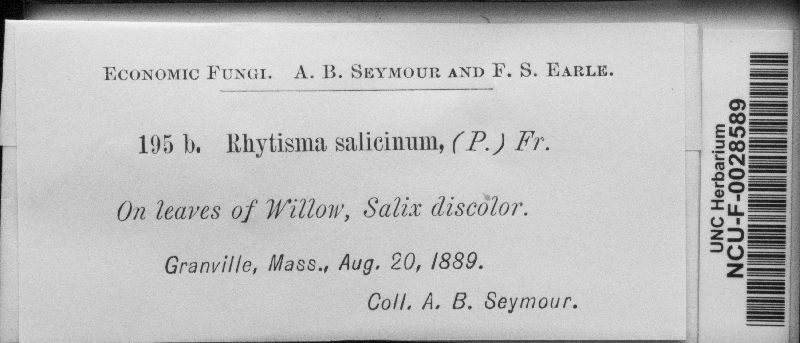 Economic Fungi. A. B. Seymour and F. S. Earle.
195 b. Rhytisma salicinum, (P.) Fr.
On leaves of Willow, Salix discolor.
Granville, Mass., Aug. 20, 1889.
Coll. A. B. Seymour.
UNC Herbarium
NCU-F-0028589